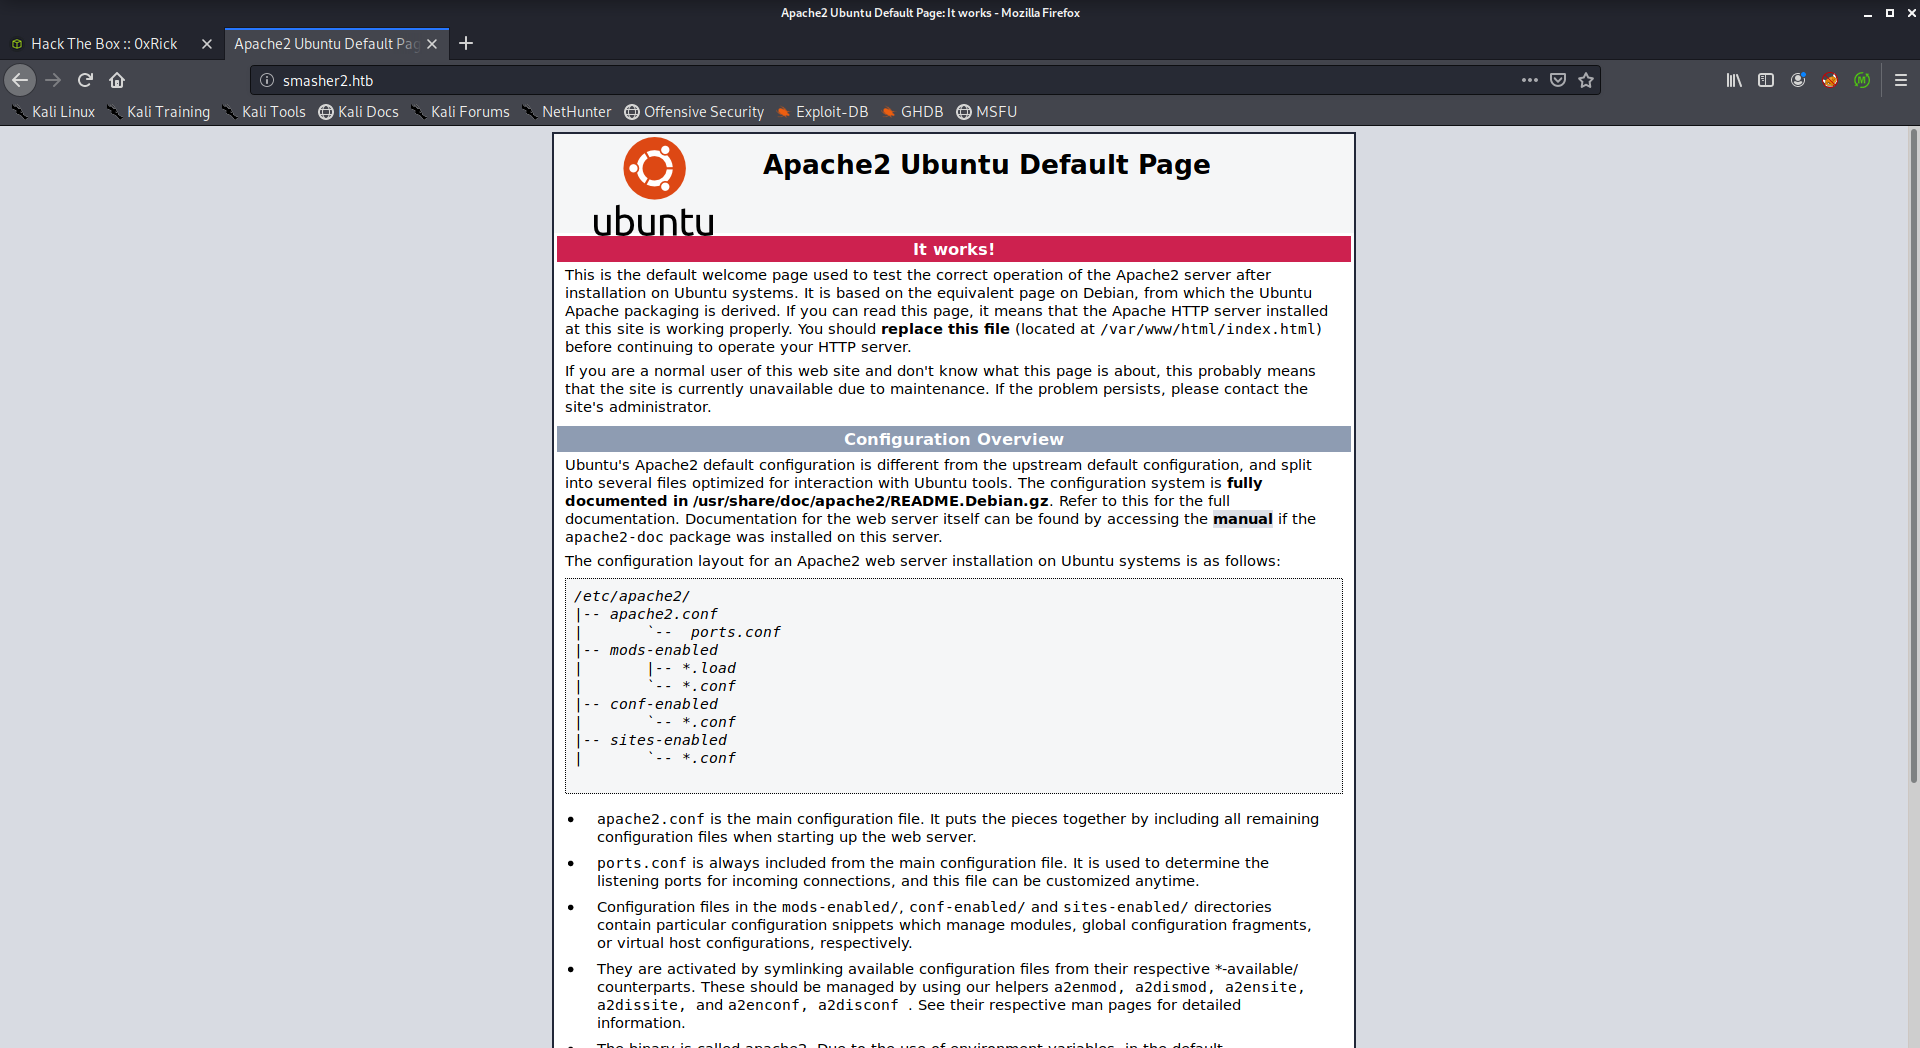 Apache2 Ubuntu Default Page: It works - Mozilla Firefox
Hack The Box :: 0xRick
Apache2 Ubuntu Default Pag
smasher2.htb
Kali Linux Kali Training Kali Tools Kali Docs Kali Forums NetHunter Offensive Security Exploit-DB GHDB MSFU
ubuntu
Apache2 Ubuntu Default Page
It works!
This is the default welcome page used to test the correct operation of the Apache2 server after
installation on Ubuntu systems. It is based on the equivalent page on Debian, from which the Ubuntu
Apache packaging is derived. If you can read this page, it means that the Apache HTTP server installed
at this site is working properly. You should replace this file (located at /var/www/html/index.html)
before continuing to operate your HTTP server.
If you are a normal user of this web site and don't know what this page is about, this probably means
that the site is currently unavailable due to maintenance. If the problem persists, please contact the
site's administrator.
Configuration Overview
Ubuntu's Apache2 default configuration is different from the upstream default configuration, and split
into several files optimized for interaction with Ubuntu tools. The configuration system is fully
documented in /usr/share/doc/apache2/README.Debian.gz. Refer to this for the full
documentation. Documentation for the web server itself can be found by accessing the manual if the
apache2-doc package was installed on this server.
The configuration layout for an Apache2 web server installation on Ubuntu systems is as follows:
/etc/apache2/
|-- apache2.conf
|       `--  ports.conf
|-- mods-enabled
|       |-- *.load
|       `-- *.conf
|-- conf-enabled
|       `-- *.conf
|-- sites-enabled
|       `-- *.conf
• apache2.conf is the main configuration file. It puts the pieces together by including all remaining
configuration files when starting up the web server.
• ports.conf is always included from the main configuration file. It is used to determine the
listening ports for incoming connections, and this file can be customized anytime.
• Configuration files in the mods-enabled/, conf-enabled/ and sites-enabled/ directories
contain particular configuration snippets which manage modules, global configuration fragments,
or virtual host configurations, respectively.
• They are activated by symlinking available configuration files from their respective *-available/
counterparts. These should be managed by using our helpers a2enmod, a2dismod, a2ensite,
a2dissite, and a2enconf, a2disconf . See their respective man pages for detailed
information.
• The binary is called apache2. Due to the use of environment variables, in the default